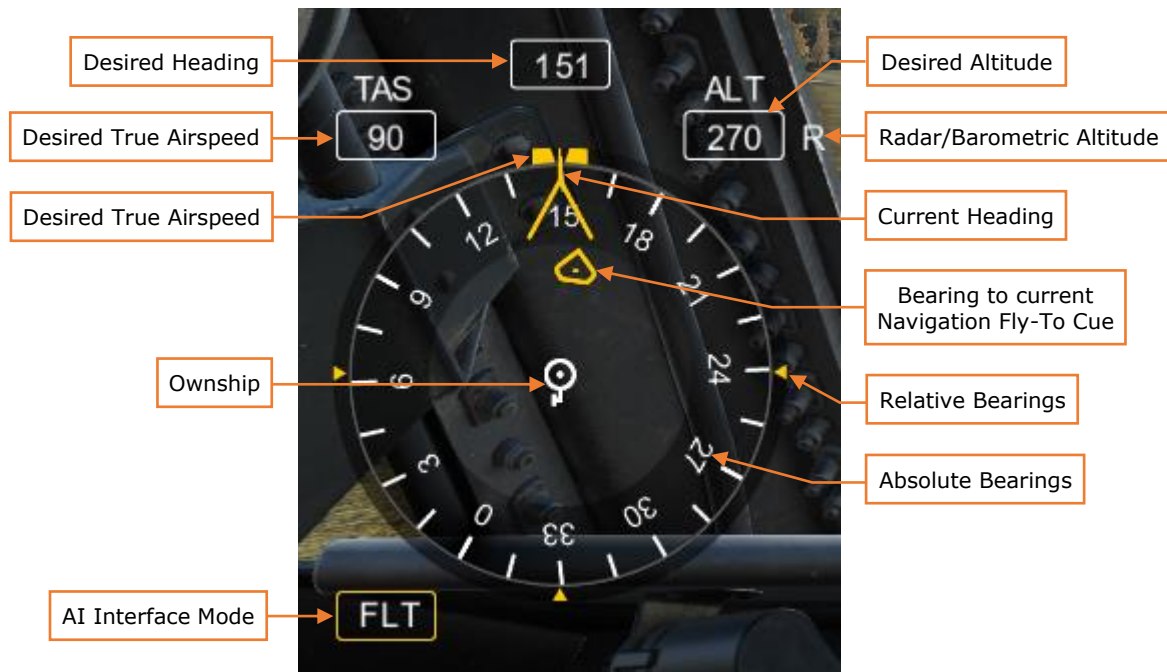 Desired Heading
151
Desired Altitude
TAS
ALT
Desired True Airspeed
90
270 R
Radar/Barometric Altitude
Desired True Airspeed
Current Heading
15
12
18
9
21
Bearing to current
Navigation Fly-To Cue
Ownship
6
24
Relative Bearings
3
27
Absolute Bearings
0
30
33
AI Interface Mode
FLT